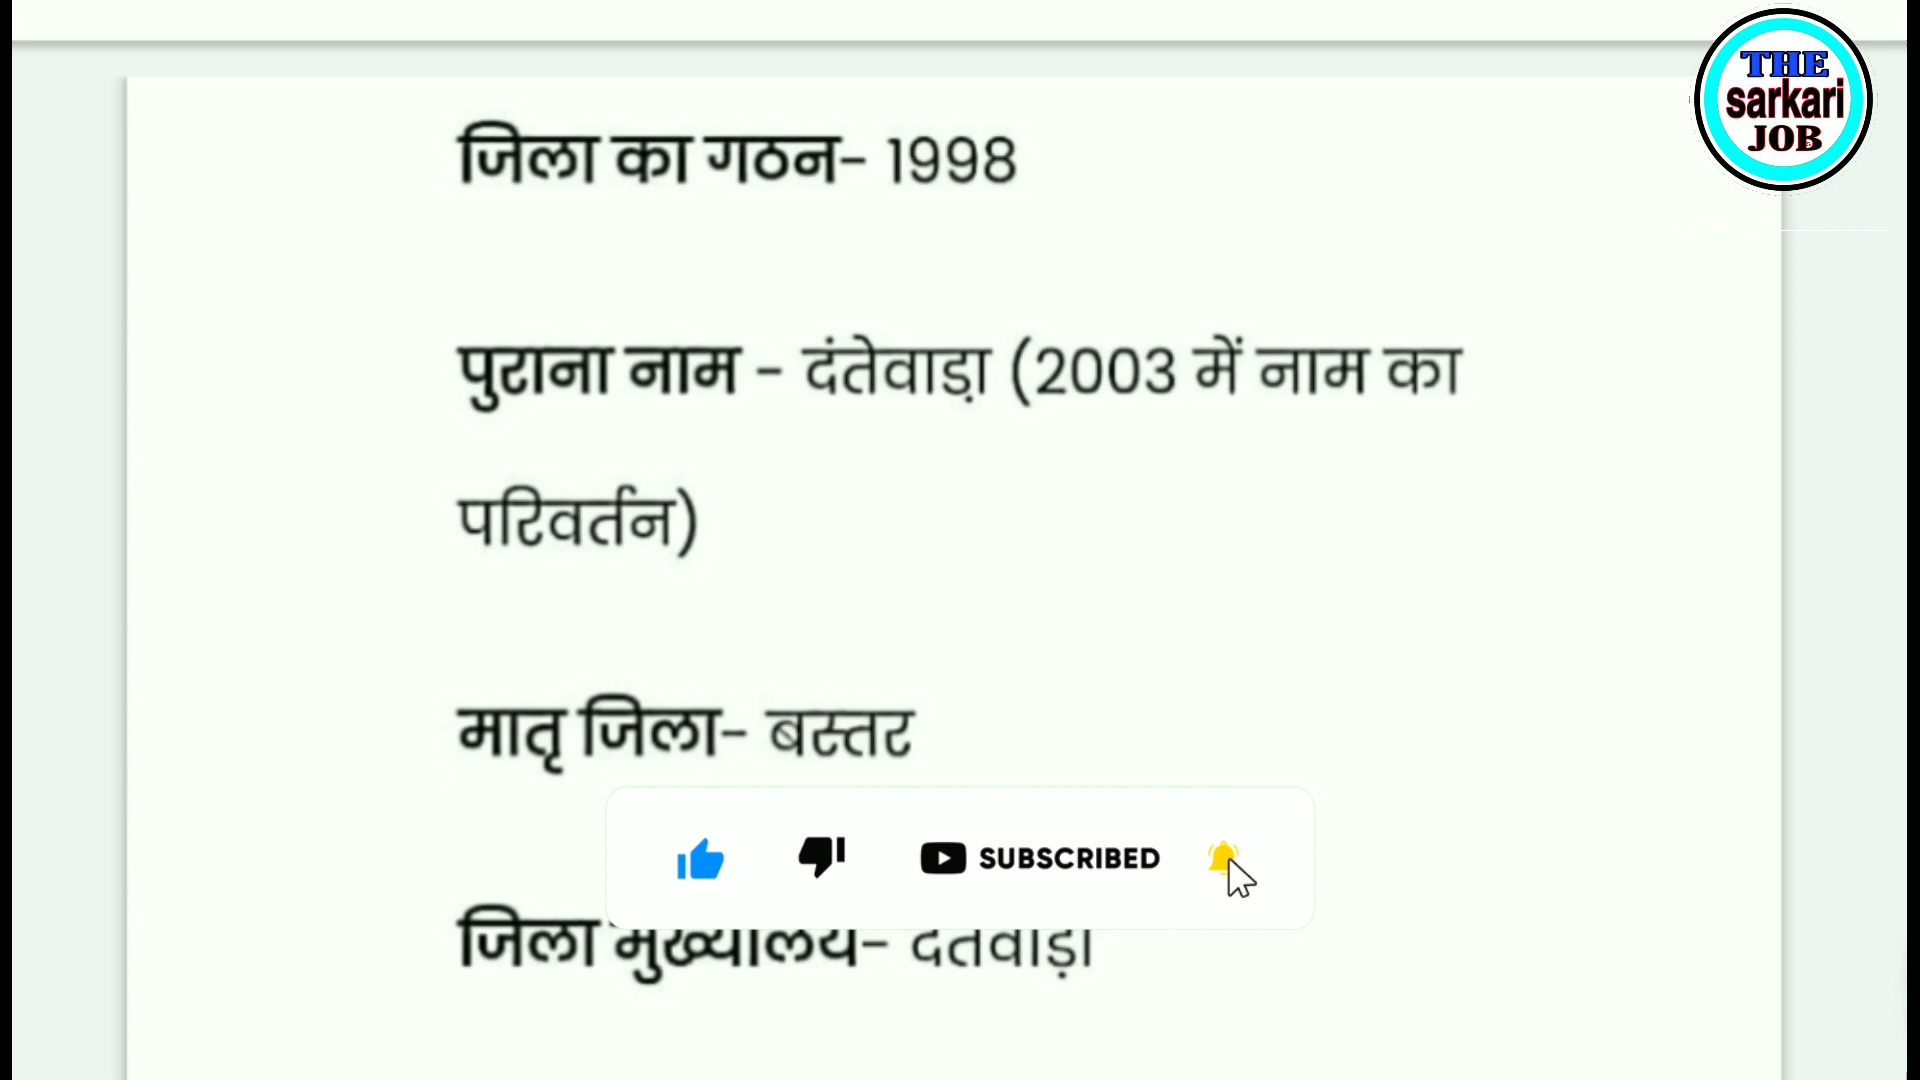 THE
sarkari
JOB
जिला का गठन- 1998
पुराना नाम - दंतेवाड़ा (2003 में नाम का
परिवर्तन)
मातृ जिला- बस्तर
SUBSCRIBED
जिला मुख्यालय- दंतेवाड़ा